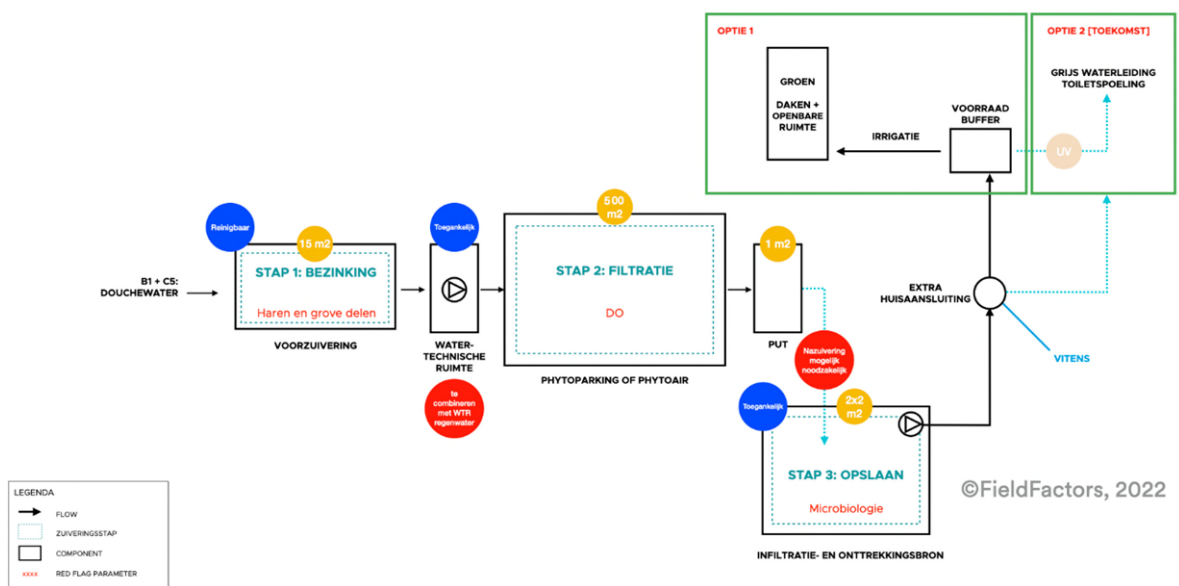 OPTIE 1
OPTIE 2 [TOEKOMST]
GROEN
DAKEN +
OPENBARE
RUIMTE
IRRIGATIE
VOORRAAD
BUFFER
GRIJS WATERLEIDING
TOILETSPOELING
UV
Reinigbaar
15 m2
STAP 1: BEZINKING
Haren en grove delen
B1 + C5:
DOUCHEWATER
VOORZUIVERING
Toegankelijk
WATER-
TECHNISCHE
RUIMTE
te
combineren
met WTR
regenwater
500
m2
STAP 2: FILTRATIE
DO
PHYTOPARKING OF PHYTOAIR
1 m2
PUT
Nazuivering
mogelijk
noodzakelijk
EXTRA
HUISAANSLUITING
VITENS
Toegankelijk
2x2
m2
STAP 3: OPSLAAN
Microbiologie
INFILTRATIE- EN ONTTREKKINGSBRON
©FieldFactors, 2022
LEGENDA
FLOW
ZUIVERINGSSTAP
COMPONENT
xxxx RED FLAG PARAMETER